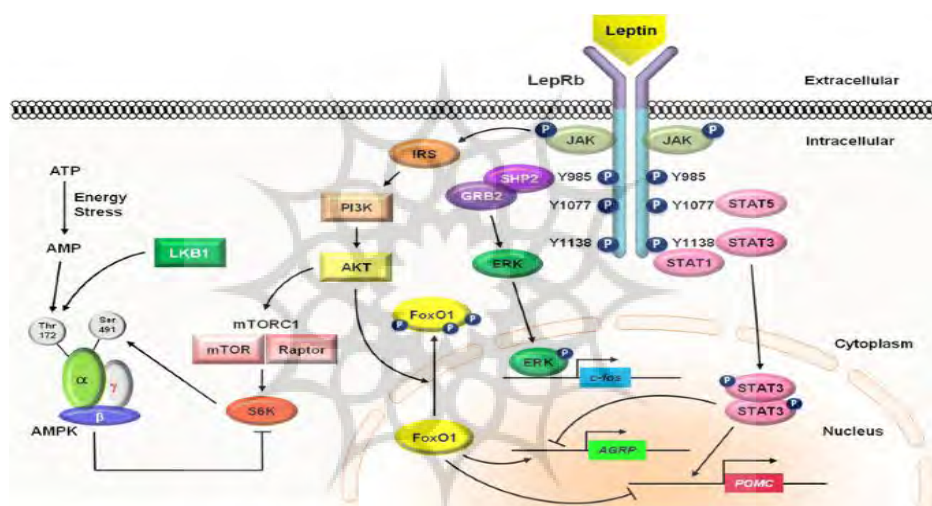 Leptin
LepRb
Extracellular
Intracellular
P
JAK
JAK
P
IRS
ATP
Energy
Stress
AMP
LKB1
PI3K
AKT
SHP2
GRB2
ERK
Y985
Y1077
Y1138
P
P
P
P
P
P
Y985
Y1077
Y1138
STAT5
STAT3
STAT1
Thr
172
Ser
491
α
γ
β
AMPK
mTORC1
mTOR
Raptor
S6K
FoxO1
P
P
P
P
ERK
P
c-fos
Cytoplasm
P
STAT3
STAT3
P
Nucleus
FoxO1
AGRP
POMC